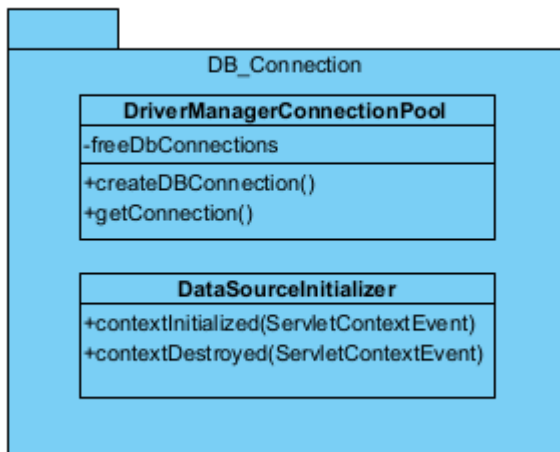 DB_Connection
DriverManagerConnectionPool
-freeDbConnections
+createDBConnection()
+getConnection()
DataSourceInitializer
+contextInitialized(ServletContextEvent)
+contextDestroyed(ServletContextEvent)